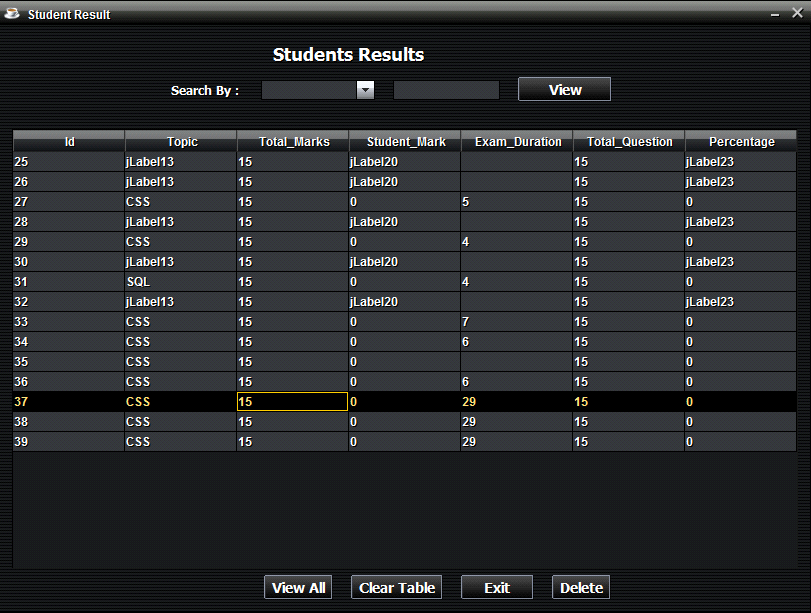 Student Result
Students Results
Search By : View
Id Topic Total_Marks Student_Mark Exam_Duration Total_Question Percentage
25 jLabel13 15 jLabel20 15 jLabel23
26 jLabel13 15 jLabel20 15 jLabel23
27 CSS 15 0 5 15 0
28 jLabel13 15 jLabel20 15 jLabel23
29 CSS 15 0 4 15 0
30 jLabel13 15 jLabel20 15 jLabel23
31 SQL 15 0 4 15 0
32 jLabel13 15 jLabel20 15 jLabel23
33 CSS 15 0 7 15 0
34 CSS 15 0 6 15 0
35 CSS 15 0 15 0
36 CSS 15 0 6 15 0
37 CSS 15 0 29 15 0
38 CSS 15 0 29 15 0
39 CSS 15 0 29 15 0
View All Clear Table Exit Delete